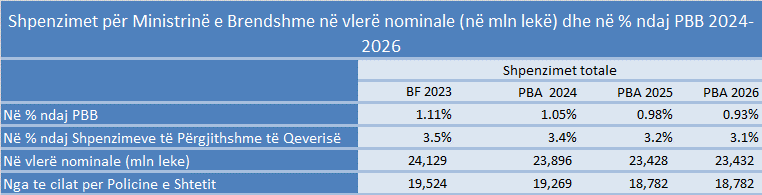 Shpenzimet për Ministrinë e Brendshme në vlerë nominale (në mln lekë) dhe në % ndaj PBB 2024-
2026
Shpenzimet totale
BF 2023 PBA 2024 PBA 2025 PBA 2026
Në % ndaj PBB 1.11% 1.05% 0.98% 0.93%
Në % ndaj Shpenzimeve të Përgjithshme të Qeverisë 3.5% 3.4% 3.2% 3.1%
Në vlerë nominale (mln leke) 24,129 23,896 23,428 23,432
Nga te cilat per Policine e Shtetit 19,524 19,269 18,782 18,782